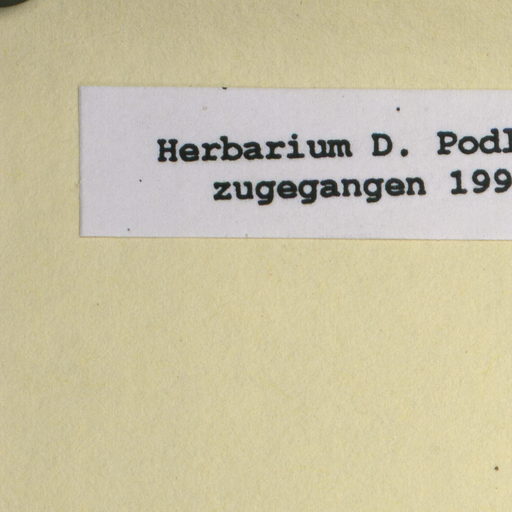 Herbarium D. Podl
zugegangen 199